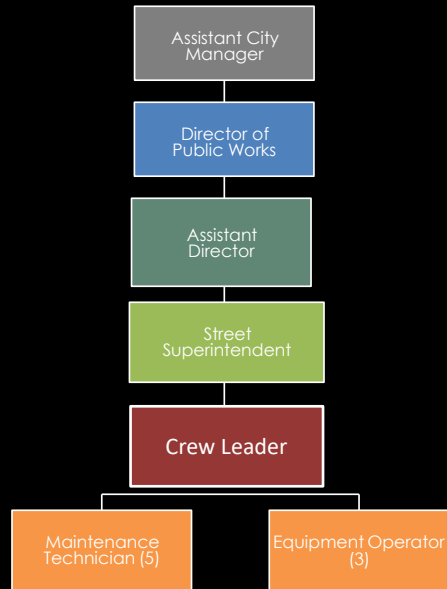 Assistant City
Manager
Director of
Public Works
Assistant
Director
Street
Superintendent
Crew Leader
Maintenance
Technician (5)
Equipment Operator
(3)